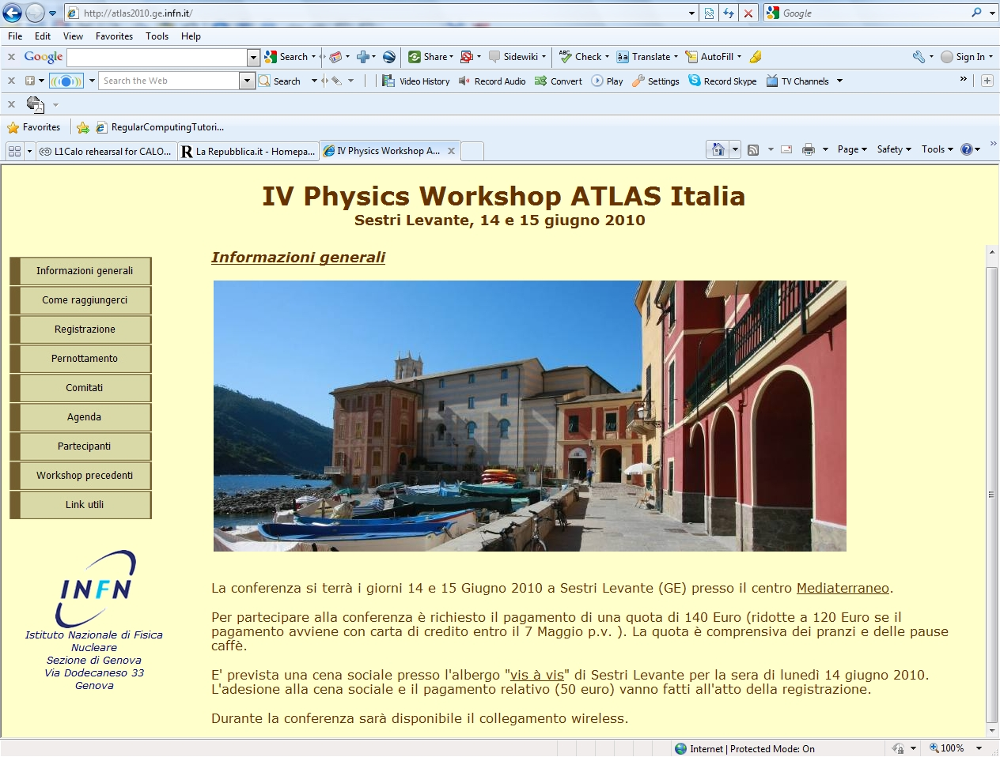 http://atlas2010.ge.infn.it/
Google
File Edit View Favorites Tools Help
x Google Search Share Sidewiki Check Translate AutoFill Sign In
x Search the Web Search Video History Record Audio Convert Play Settings Record Skype TV Channels »
x
Favorites RegularComputingTutori...
L1Calo rehearsal for CALO... R La Repubblica.it - Homepa... IV Physics Workshop A... x Page Safety Tools »
IV Physics Workshop ATLAS Italia
Sestri Levante, 14 e 15 giugno 2010
Informazioni generali
Come raggiungerci
Registrazione
Pernottamento
Comitati
Agenda
Partecipanti
Workshop precedenti
Link utili
INFN
Istituto Nazionale di Fisica
Nucleare
Sezione di Genova
Via Dodecaneso 33
Genova
Informazioni generali
La conferenza si terrà i giorni 14 e 15 Giugno 2010 a Sestri Levante (GE) presso il centro Mediaterraneo.
Per partecipare alla conferenza è richiesto il pagamento di una quota di 140 Euro (ridotte a 120 Euro se il
pagamento avviene con carta di credito entro il 7 Maggio p.v. ). La quota è comprensiva dei pranzi e delle pause
caffè.
E' prevista una cena sociale presso l'albergo "vis à vis" di Sestri Levante per la sera di lunedì 14 giugno 2010.
L'adesione alla cena sociale e il pagamento relativo (50 euro) vanno fatti all'atto della registrazione.
Durante la conferenza sarà disponibile il collegamento wireless.
Internet | Protected Mode: On 100%